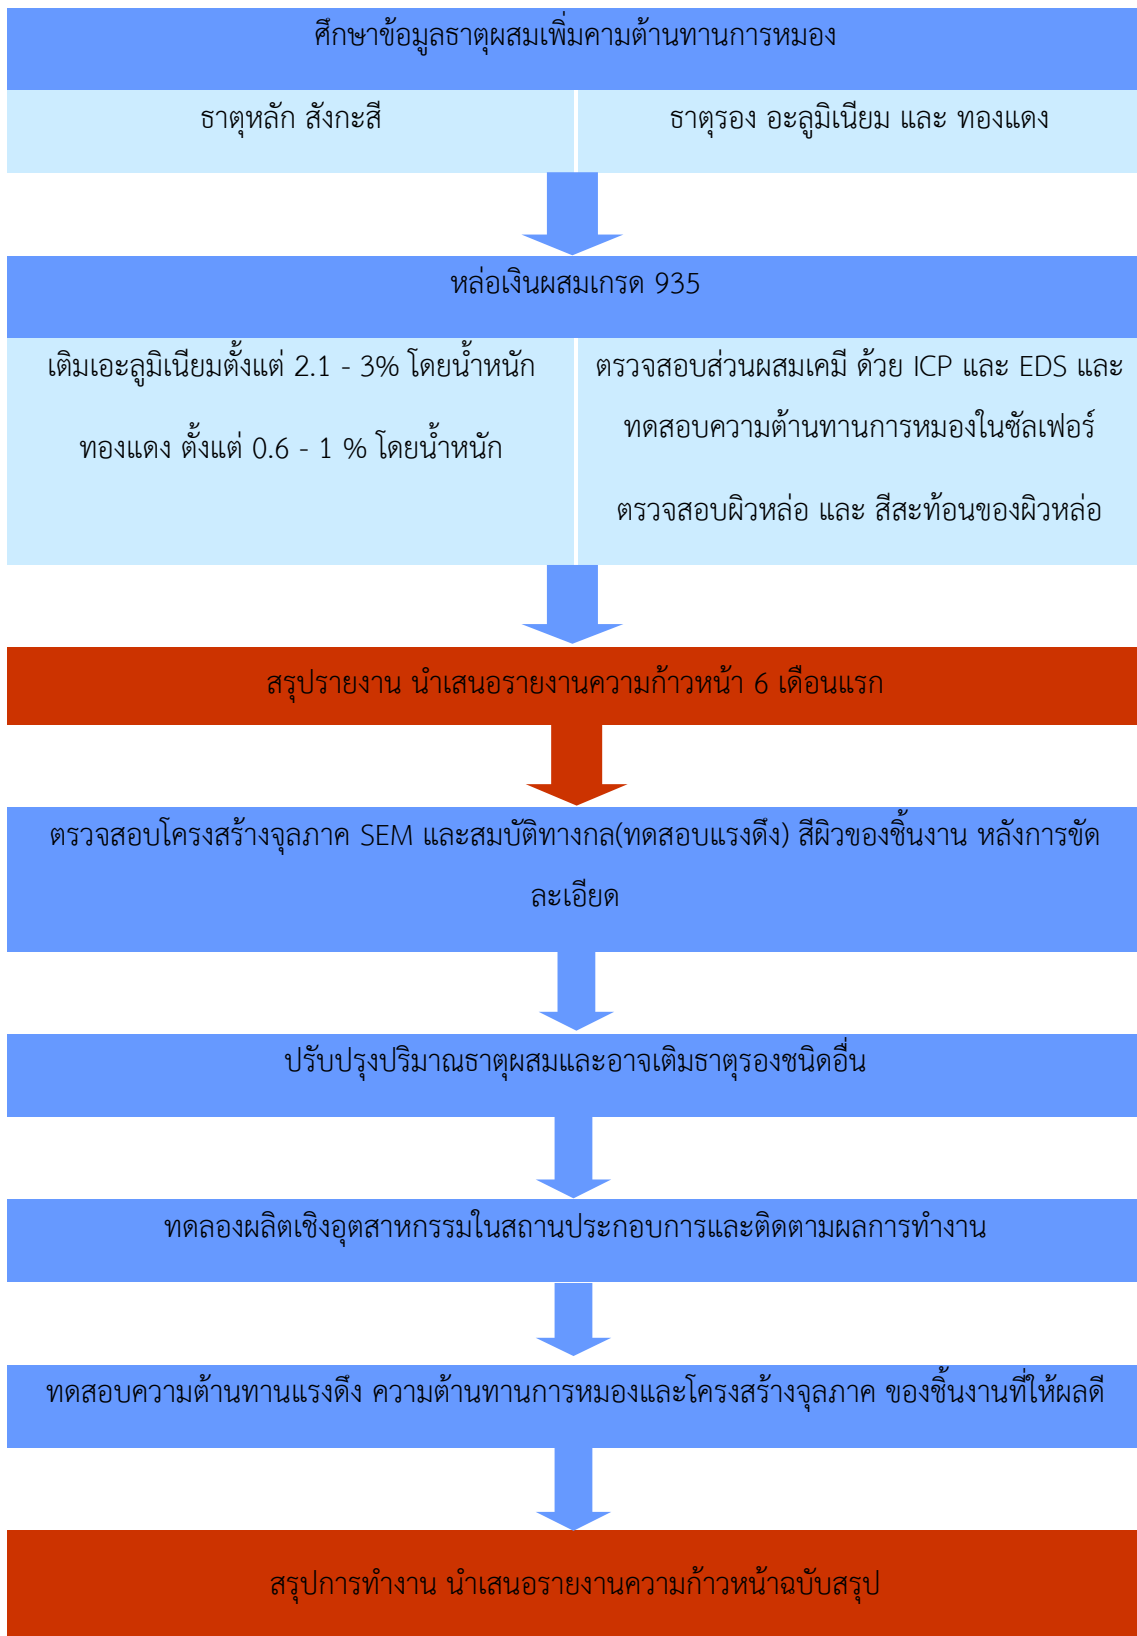 ศึกษาข้อมูลธาตุผสมเพิ่มคามต้านทานการหมอง
ธาตุหลัก สังกะสี
ธาตุรอง อะลูมิเนียม และ ทองแดง
หล่อเงินผสมเกรด 935
เติมเอะลูมิเนียมตั้งแต่ 2.1 - 3% โดยน้ำหนัก
ทองแดง ตั้งแต่ 0.6 - 1 % โดยน้ำหนัก
ตรวจสอบส่วนผสมเคมี ด้วย ICP และ EDS และ
ทดสอบความต้านทานการหมองในซัลเฟอร์
ตรวจสอบผิวหล่อ และ สีสะท้อนของผิวหล่อ
สรุปรายงาน นำเสนอรายงานความก้าวหน้า 6 เดือนแรก
ตรวจสอบโครงสร้างจุลภาค SEM และสมบัติทางกล(ทดสอบแรงดึง) สีผิวของชิ้นงาน หลังการขัด
ละเอียด
ปรับปรุงปริมาณธาตุผสมและอาจเติมธาตุรองชนิดอื่น
ทดลองผลิตเชิงอุตสาหกรรมในสถานประกอบการและติดตามผลการทำงาน
ทดสอบความต้านทานแรงดึง ความต้านทานการหมองและโครงสร้างจุลภาค ของชิ้นงานที่ให้ผลดี
สรุปการทำงาน นำเสนอรายงานความก้าวหน้าฉบับสรุป